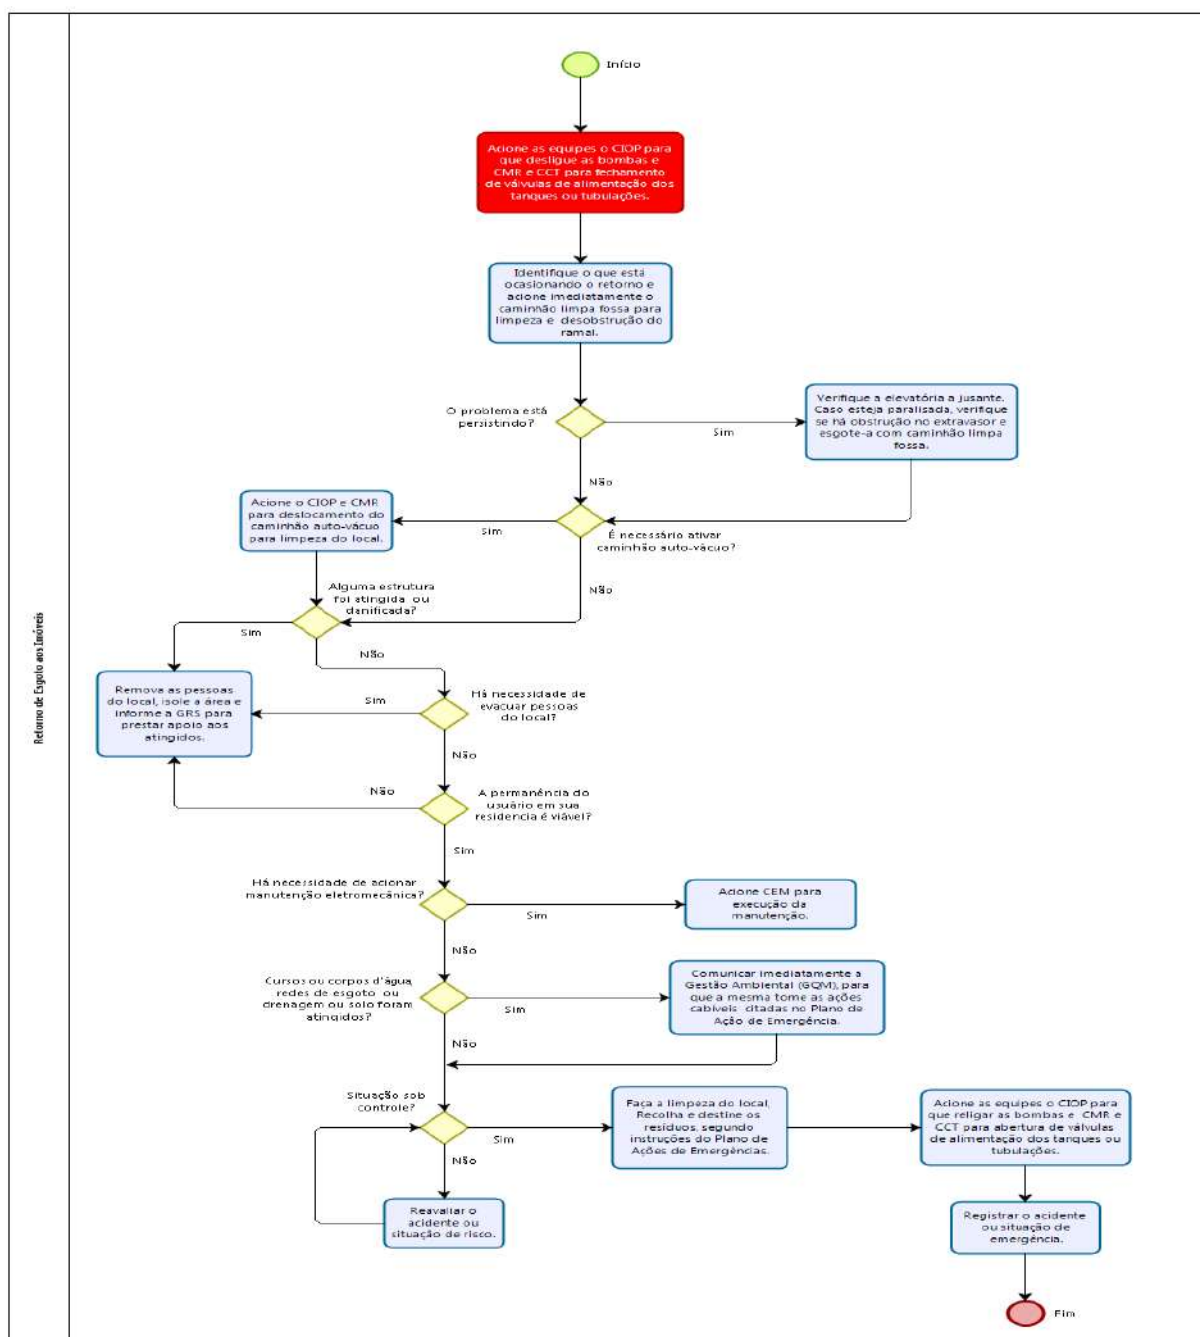 Início
Acione as equipes o CIOP para
que desligue as bombas e
CMR e CCT para fechamento
de válvulas de alimentação dos
tanques ou tubulações.
Identifique o que está
ocasionando o retorno e
acione imediatamente o
caminhão limpa fossa para
limpeza e desobstrução do
ramal.
O problema está
persistindo?
Sim
Verifique a elevatória a jusante.
Caso esteja paralisada, verifique
se há obstrução no extravasor e
esgote-a com caminhão limpa
fossa.
Não
Acione o CIOP e CMR
para deslocamento do
caminhão auto-vácuo
para limpeza do local.
Sim
É necessário ativar
caminhão auto-vácuo?
Não
Alguma estrutura
foi atingida ou
danificada?
Sim
Não
Retorno de Esgoto aos Imóveis
Remova as pessoas
do local, isole a área e
informe a GRS para
prestar apoio aos
atingidos.
Sim
Há necessidade de
evacuar pessoas
do local?
Não
Não
A permanência do
usuário em sua
residencia é viável?
Sim
Há necessidade de acionar
manutenção eletromecânica?
Sim
Acione CEM para
execução da
manutenção.
Não
Cursos ou corpos d'água,
redes de esgoto ou
drenagem ou solo foram
atingidos?
Sim
Comunicar imediatamente a
Gestão Ambiental (GQM), para
que a mesma tome as ações
cabíveis citadas no Plano de
Ação de Emergência.
Não
Situação sob
controle?
Sim
Faça a limpeza do local,
Recolha e destine os
resíduos, segundo
instruções do Plano de
Ações de Emergências.
Acione as equipes o CIOP para
que religar as bombas e CMR e
CCT para abertura de válvulas
de alimentação dos tanques ou
tubulações.
Não
Reavaliar o
acidente ou
situação de risco.
Registrar o acidente
ou situação de
emergência.
Fim